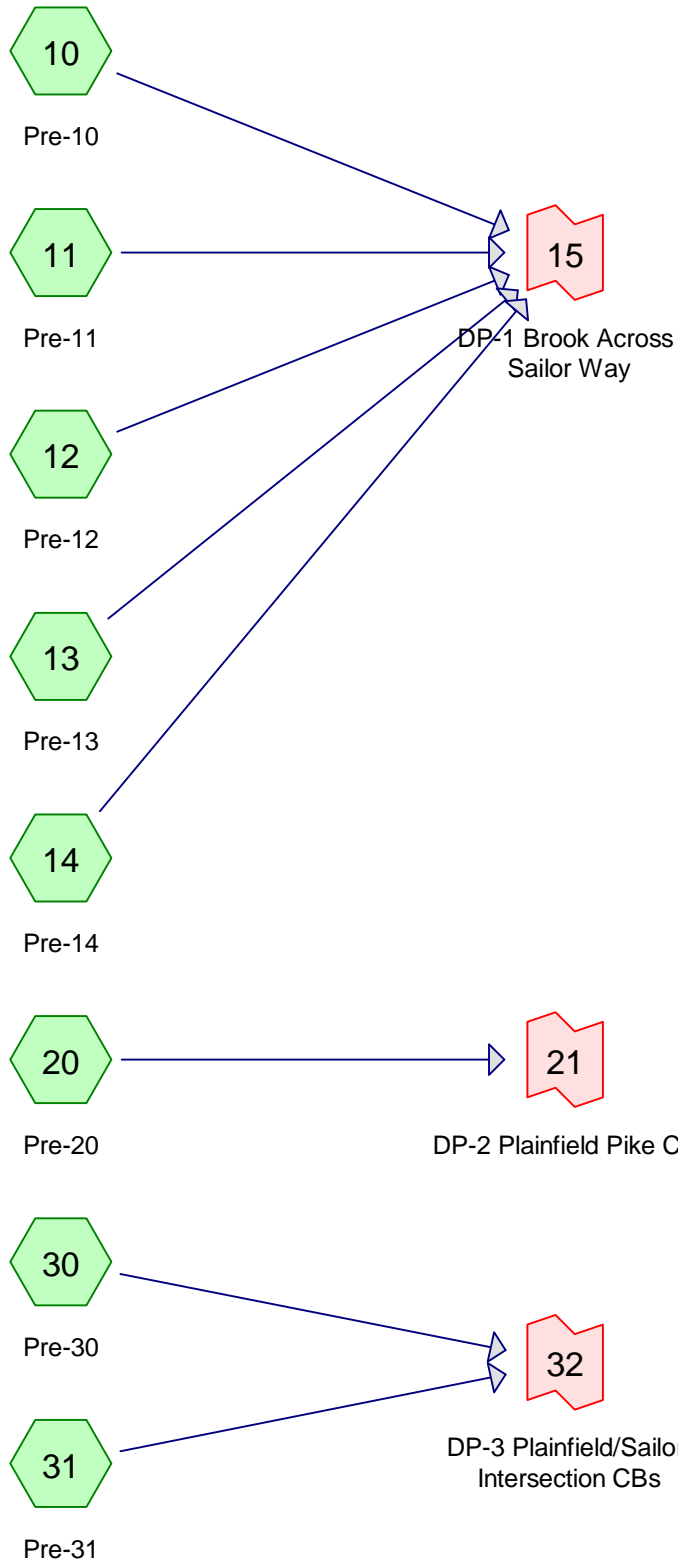 10
Pre-10
11
Pre-11
15
DP-1 Brook Across
Sailor Way
12
Pre-12
13
Pre-13
14
Pre-14
20
Pre-20
21
DP-2 Plainfield Pike C
30
Pre-30
32
DP-3 Plainfield/Sailor
Intersection CBs
31
Pre-31